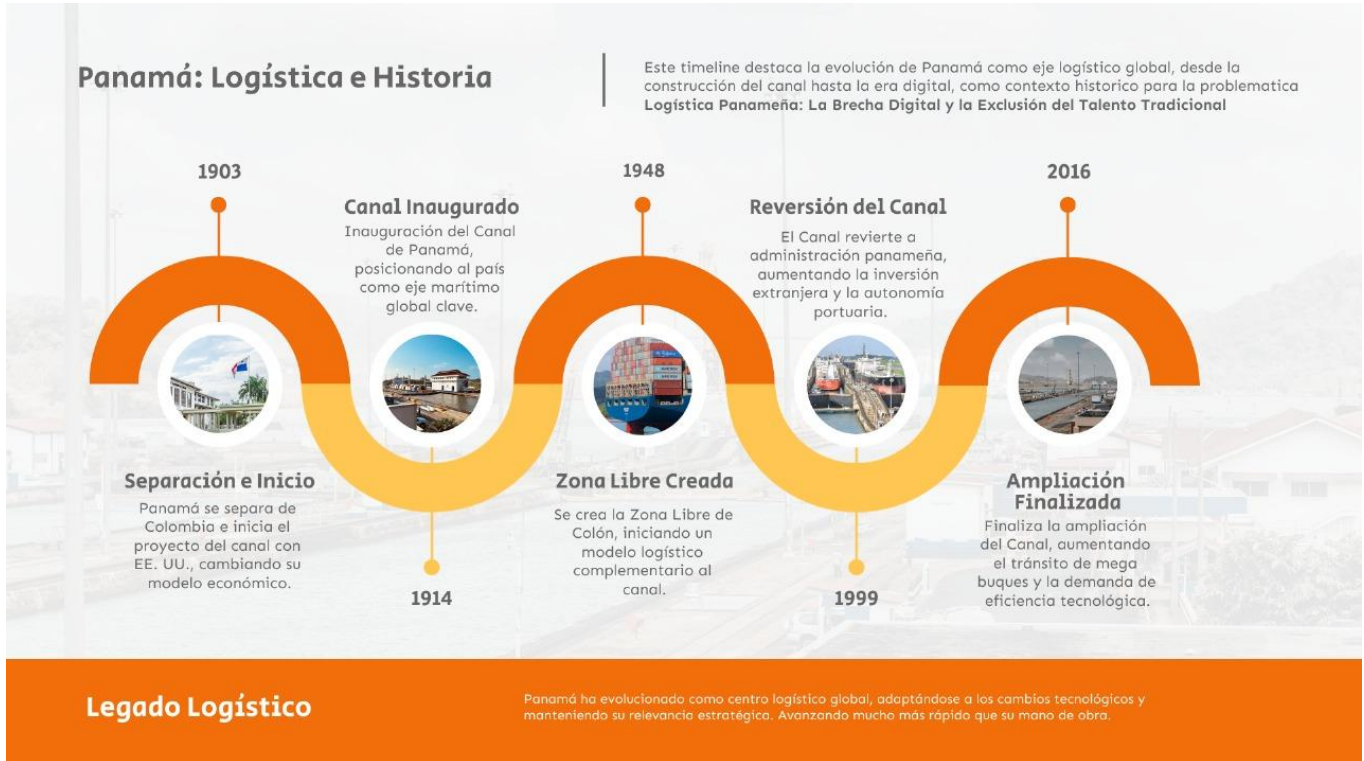 Panamá: Logística e Historia
Este timeline destaca la evolución de Panamá como eje logístico global, desde la
construcción del canal hasta la era digital, como contexto historico para la problematica
Logística Panameña: La Brecha Digital y la Exclusión del Talento Tradicional
1903
Separación e Inicio
Panamá se separa de
Colombia e inicia el
proyecto del canal con
EE. UU., cambiando su
modelo económico.
Canal Inaugurado
Inauguración del Canal
de Panamá,
posicionando al país
como eje marítimo
global clave.
1914
1948
Zona Libre Creada
Se crea la Zona Libre de
Colón, iniciando un
modelo logístico
complementario al
canal.
Reversión del Canal
El Canal revierte a
administración panameña,
aumentando la inversión
extranjera y la autonomía
portuaria.
1999
2016
Ampliación
Finalizada
Finaliza la ampliación
del Canal, aumentando
el tránsito de mega
buques y la demanda de
eficiencia tecnológica.
Legado Logístico
Panamá ha evolucionado como centro logístico global, adaptándose a los cambios tecnológicos y
manteniendo su relevancia estratégica. Avanzando mucho más rápido que su mano de obra.